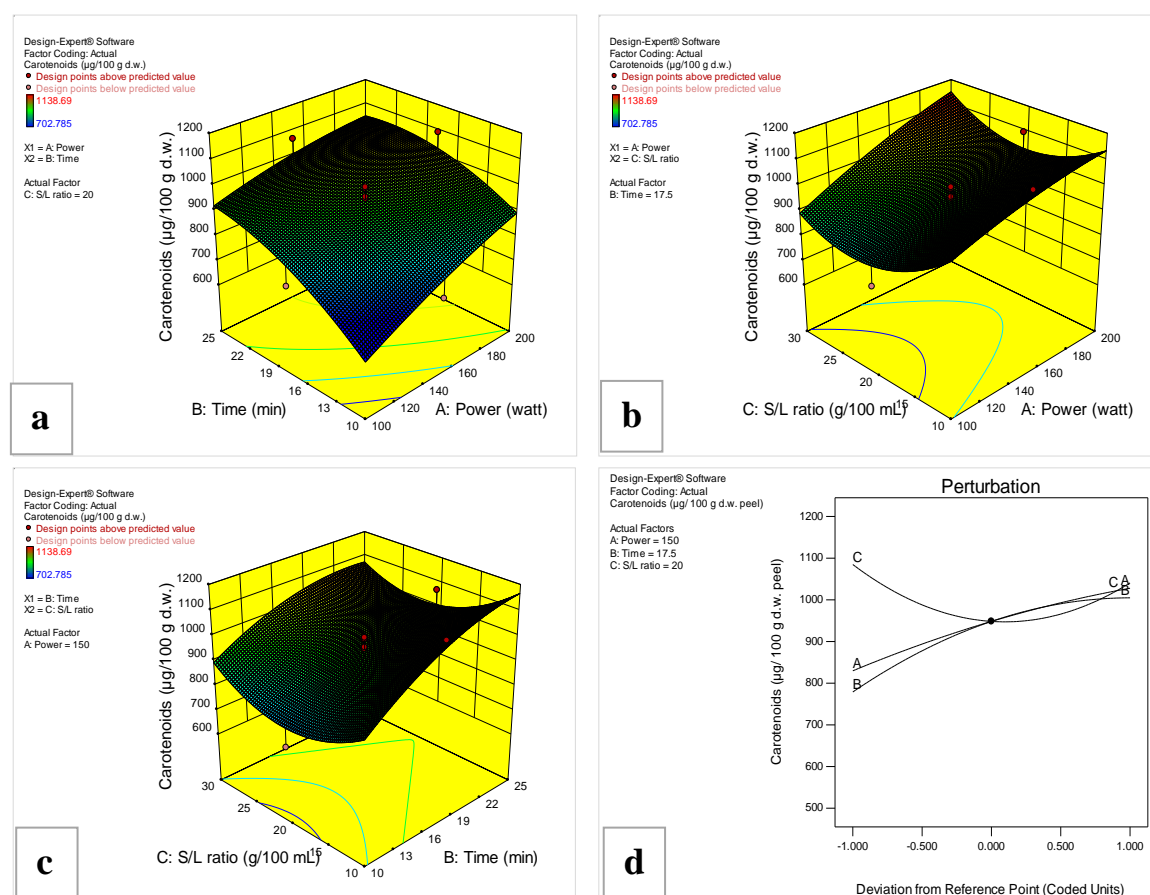 Design-Expert® Software
Factor Coding: Actual
Carotenoids (µg/100 g d.w.)
Design points above predicted value
Design points below predicted value
1138.69
702.785
X1 = A: Power
X2 = B: Time
Actual Factor
C: S/L ratio = 20
Carotenoids (µg/100 g d.w.)
1200
1100
1000
900
800
700
600
25
22
19
16
13
10
100
120
140
160
180
200
B: Time (min)
A: Power (watt)
a
Design-Expert® Software
Factor Coding: Actual
Carotenoids (µg/100 g d.w.)
Design points above predicted value
Design points below predicted value
1138.69
702.785
X1 = A: Power
X2 = C: S/L ratio
Actual Factor
B: Time = 17.5
Carotenoids (µg/100 g d.w.)
1200
1100
1000
900
800
700
600
30
25
20
15
10
100
120
140
160
180
200
C: S/L ratio (g/100 mL)
A: Power (watt)
b
Design-Expert® Software
Factor Coding: Actual
Carotenoids (µg/100 g d.w.)
Design points above predicted value
Design points below predicted value
1138.69
702.785
X1 = B: Time
X2 = C: S/L ratio
Actual Factor
A: Power = 150
Carotenoids (µg/100 g d.w.)
1200
1100
1000
900
800
700
600
30
25
20
15
10
10
13
16
19
22
25
C: S/L ratio (g/100 mL)
B: Time (min)
c
Design-Expert® Software
Factor Coding: Actual
Carotenoids (µg/ 100 g d.w. peel)
Actual Factors
A: Power = 150
B: Time = 17.5
C: S/L ratio = 20
Perturbation
Carotenoids (µg/ 100 g d.w. peel)
1200
1100
1000
900
800
700
600
500
C
A
B
C
A
B
-1.000
-0.500
0.000
0.500
1.000
Deviation from Reference Point (Coded Units)
d